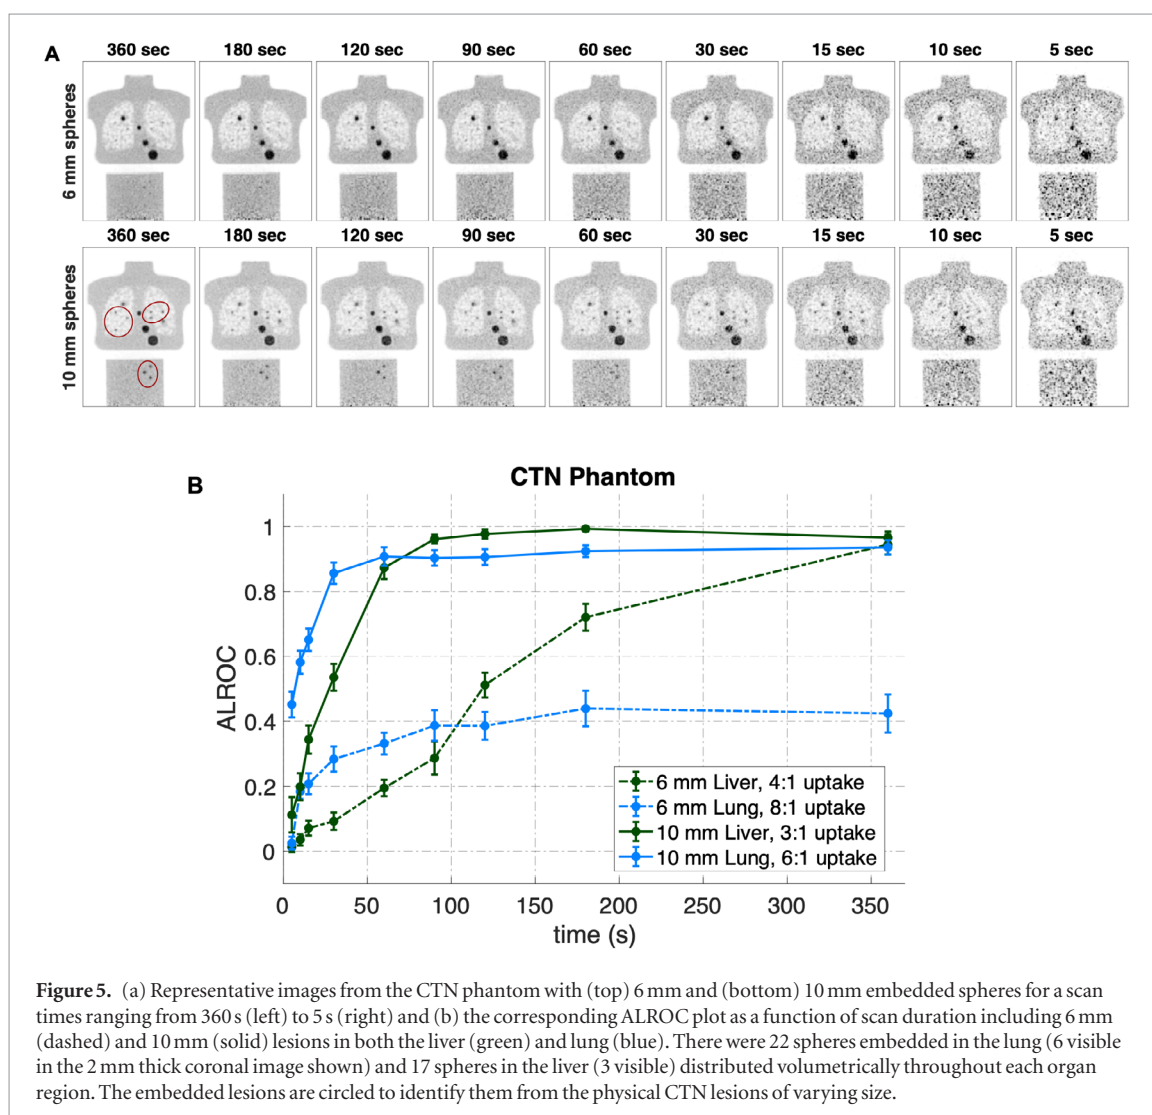 A
360 sec 180 sec 120 sec 90 sec 60 sec 30 sec 15 sec 10 sec 5 sec
6 mm spheres
360 sec 180 sec 120 sec 90 sec 60 sec 30 sec 15 sec 10 sec 5 sec
10 mm spheres
B
CTN Phantom
1
0.8
0.6
0.4
0.2
0
ALROC
6 mm Liver, 4:1 uptake
6 mm Lung, 8:1 uptake
10 mm Liver, 3:1 uptake
10 mm Lung, 6:1 uptake
0 50 100 150 200 250 300 350
time (s)
Figure 5. (a) Representative images from the CTN phantom with (top) 6 mm and (bottom) 10 mm embedded spheres for a scan
times ranging from 360 s (left) to 5 s (right) and (b) the corresponding ALROC plot as a function of scan duration including 6 mm
(dashed) and 10 mm (solid) lesions in both the liver (green) and lung (blue). There were 22 spheres embedded in the lung (6 visible
in the 2 mm thick coronal image shown) and 17 spheres in the liver (3 visible) distributed volumetrically throughout each organ
region. The embedded lesions are circled to identify them from the physical CTN lesions of varying size.